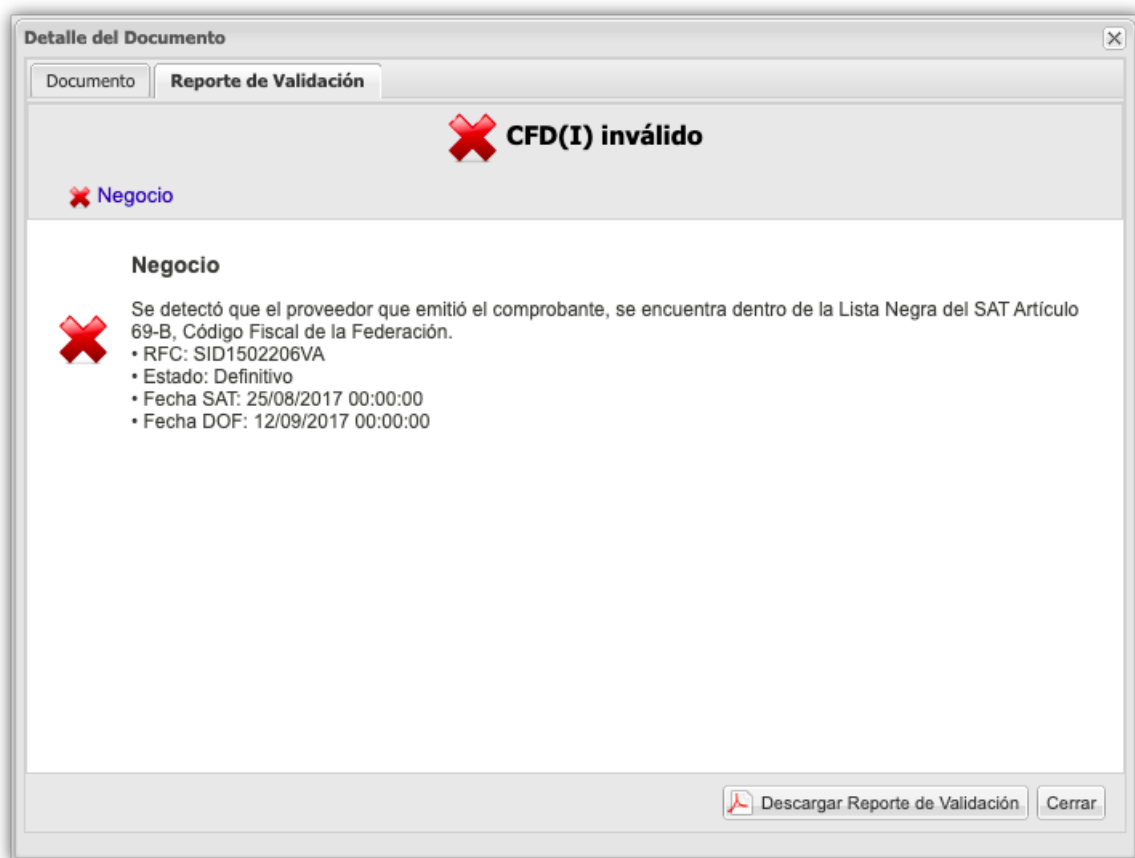 Detalle del Documento
Documento
Reporte de Validación
CFD(I) inválido
Negocio
Negocio
Se detectó que el proveedor que emitió el comprobante, se encuentra dentro de la Lista Negra del SAT Artículo
69-B, Código Fiscal de la Federación.
• RFC: SID1502206VA
• Estado: Definitivo
• Fecha SAT: 25/08/2017 00:00:00
• Fecha DOF: 12/09/2017 00:00:00
Descargar Reporte de Validación
Cerrar